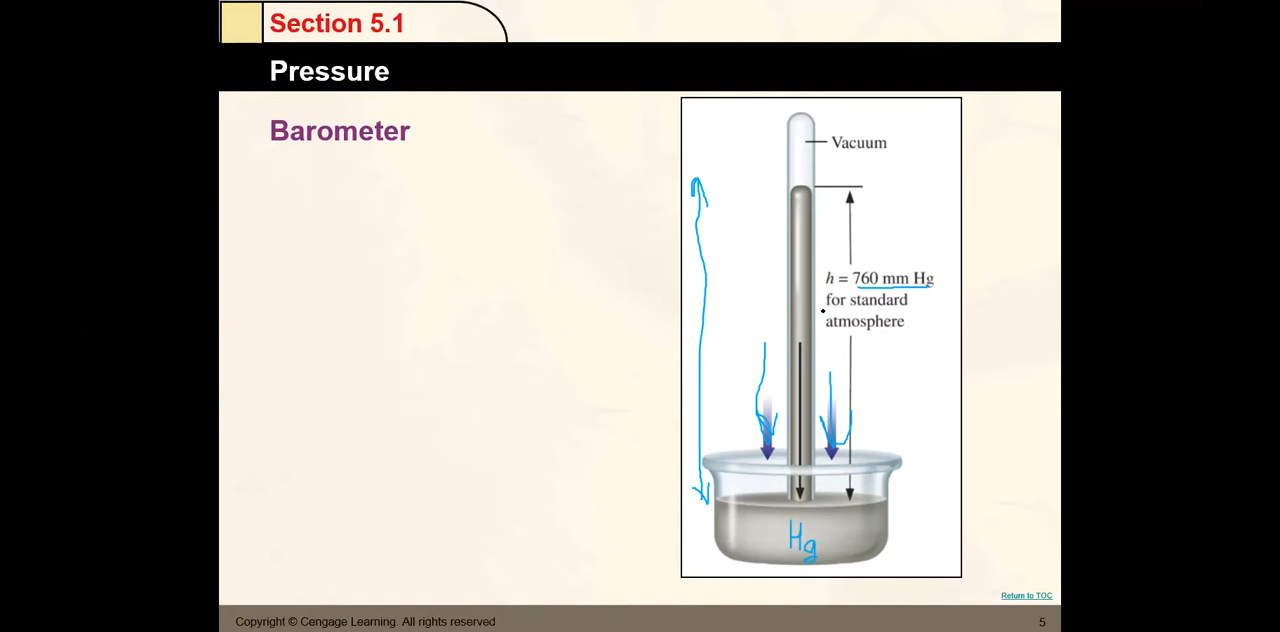 Section 5.1
Pressure
Barometer
Vacuum
h = 760 mm Hg
for standard
atmosphere
Hg
Return to TOC
Copyright © Cengage Learning. All rights reserved
5